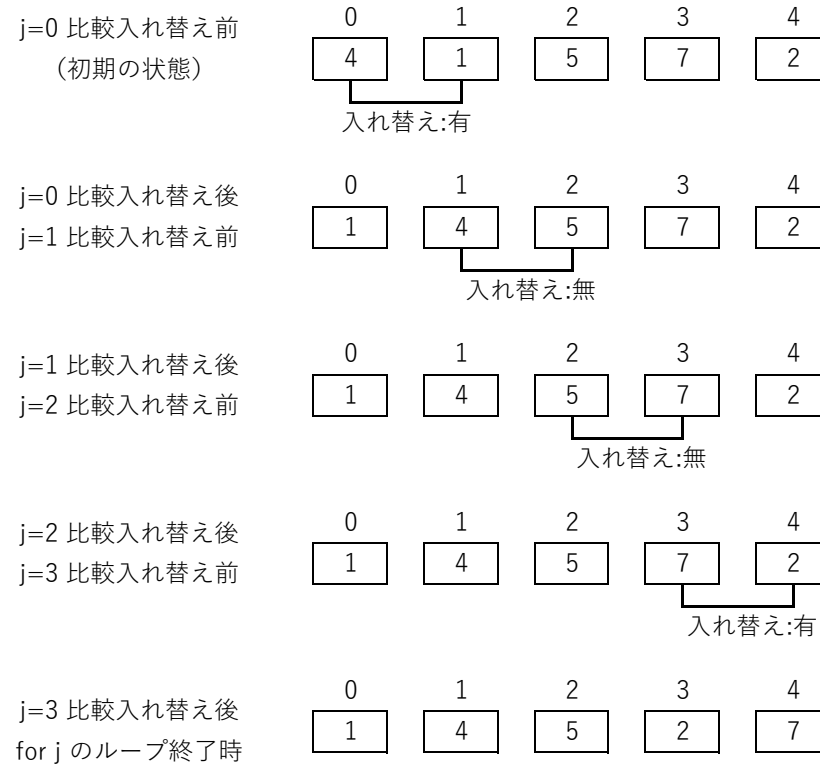 j=0 比較入れ替え前
(初期の状態)
0 1 2 3 4
4 1 5 7 2
入れ替え:有
j=0 比較入れ替え後
j=1 比較入れ替え前
0 1 2 3 4
1 4 5 7 2
入れ替え:無
j=1 比較入れ替え後
j=2 比較入れ替え前
0 1 2 3 4
1 4 5 7 2
入れ替え:無
j=2 比較入れ替え後
j=3 比較入れ替え前
0 1 2 3 4
1 4 5 7 2
入れ替え:有
j=3 比較入れ替え後
for j のループ終了時
0 1 2 3 4
1 4 5 2 7